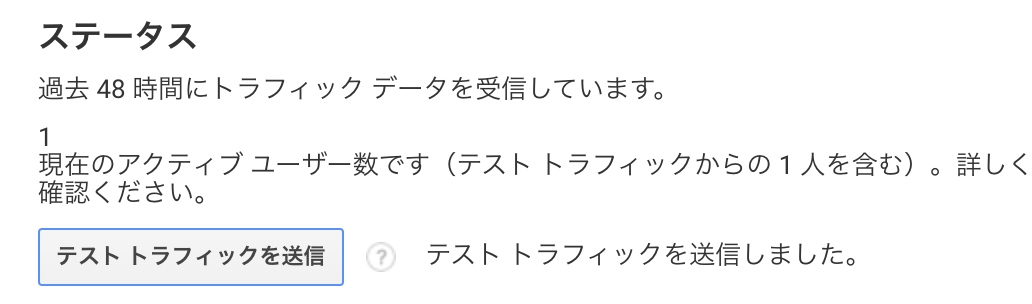 ステータス
過去 48 時間にトラフィック データを受信しています。
1
現在のアクティブ ユーザー数です（テスト トラフィックからの 1 人を含む）。詳しく
確認ください。
テスト トラフィックを送信 ? テスト トラフィックを送信しました。